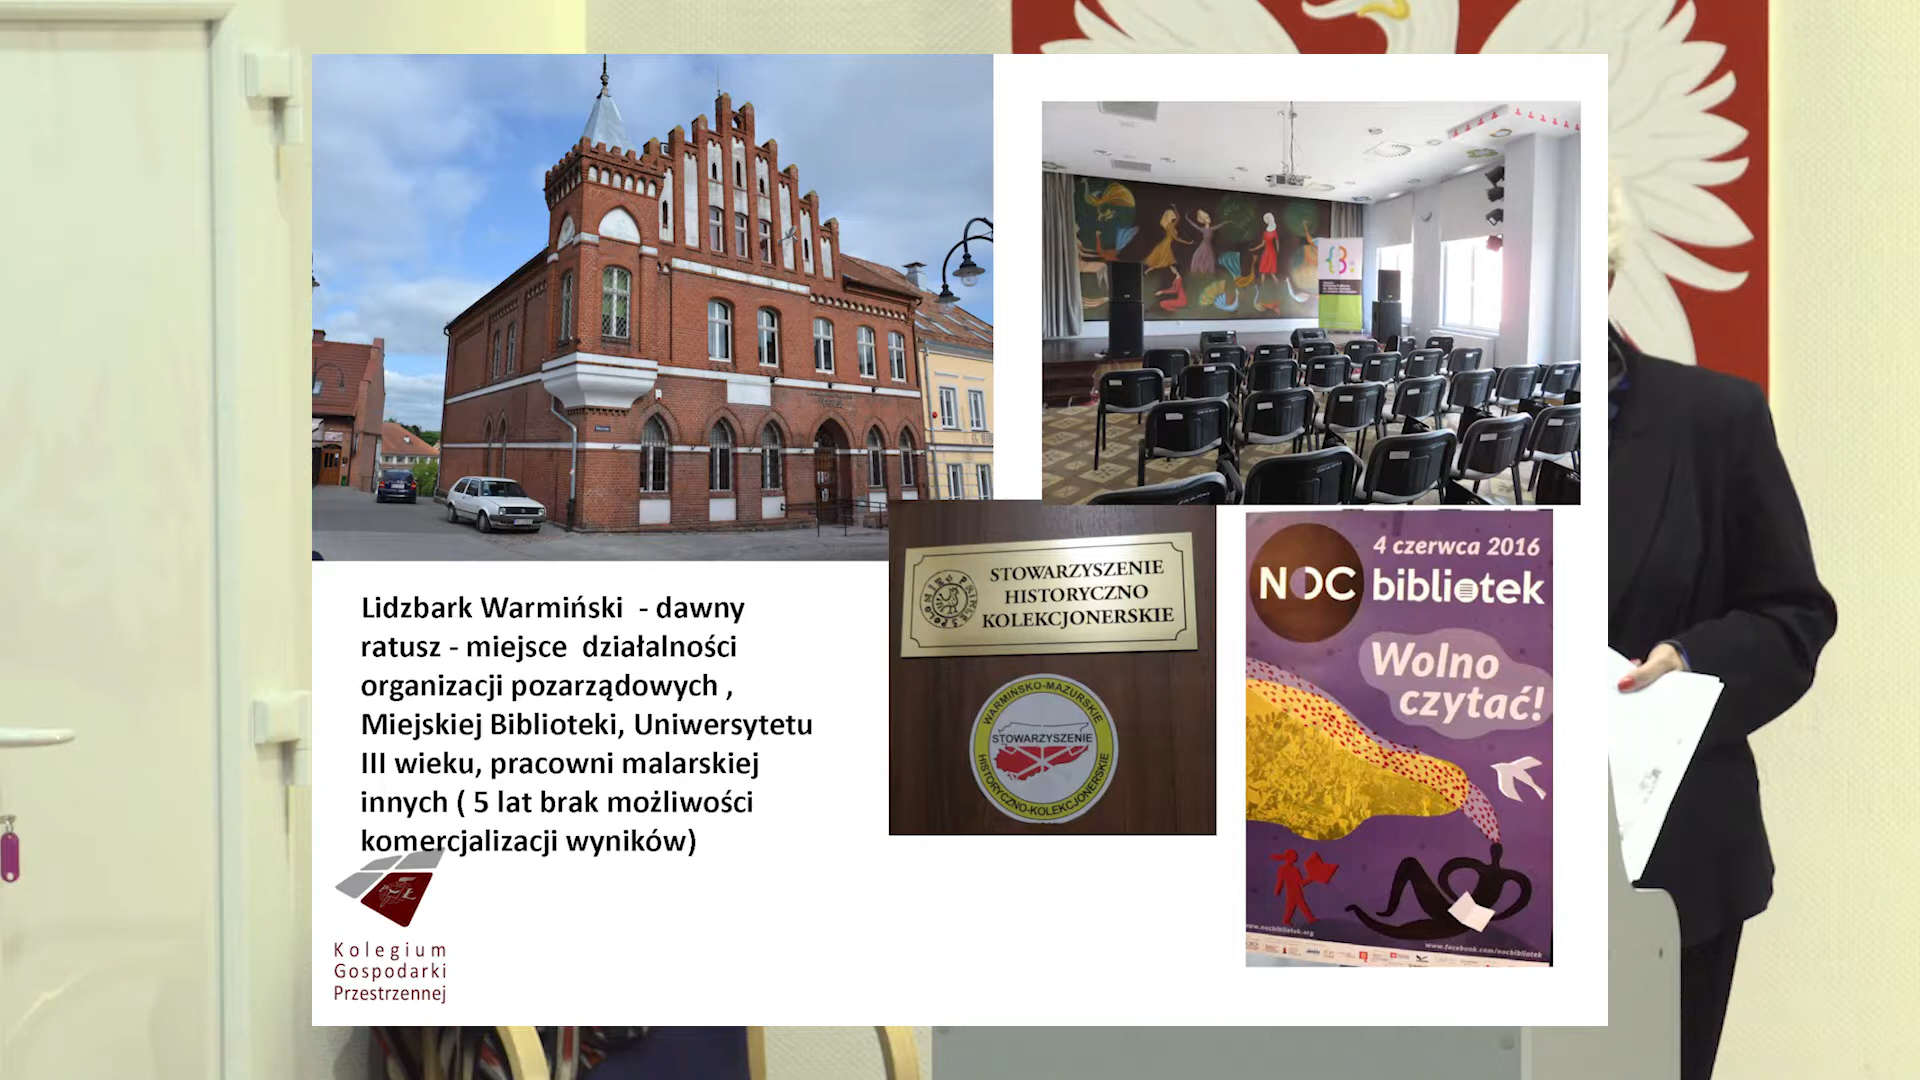 Lidzbark Warmiński - dawny
ratusz - miejsce działalności
organizacji pozarządowych ,
Miejskiej Biblioteki, Uniwersytetu
III wieku, pracowni malarskiej
innych ( 5 lat brak możliwości
komercjalizacji wyników)
Kolegium
Gospodarki
Przestrzennej
STOWARZYSZENIE
HISTORYCZNO
KOLEKCJONERSKIE
WARMIŃSKO-MAZURSKIE
STOWARZYSZENIE
HISTORYCZNO-KOLEKCJONERSKIE
4 czerwca 2016
NOC bibliotek
Wolno
czytać!
www.nocbibliotek.org
www.facebook.com/nocbibliotek